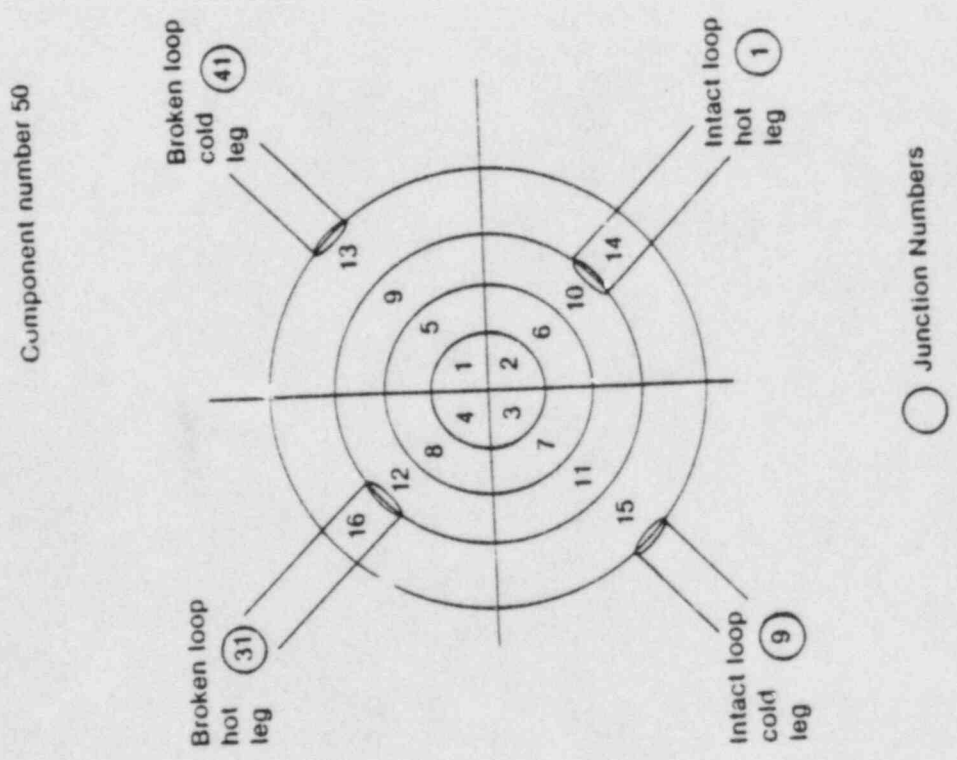 Component number 50
Broken loop
cold
leg
41
Broken loop
hot
leg
31
Intact loop
hot
leg
1
Intact loop
cold
leg
9
13
9
5
1
14
10
6
2
16
12
8
4
15
11
7
3
Junction Numbers